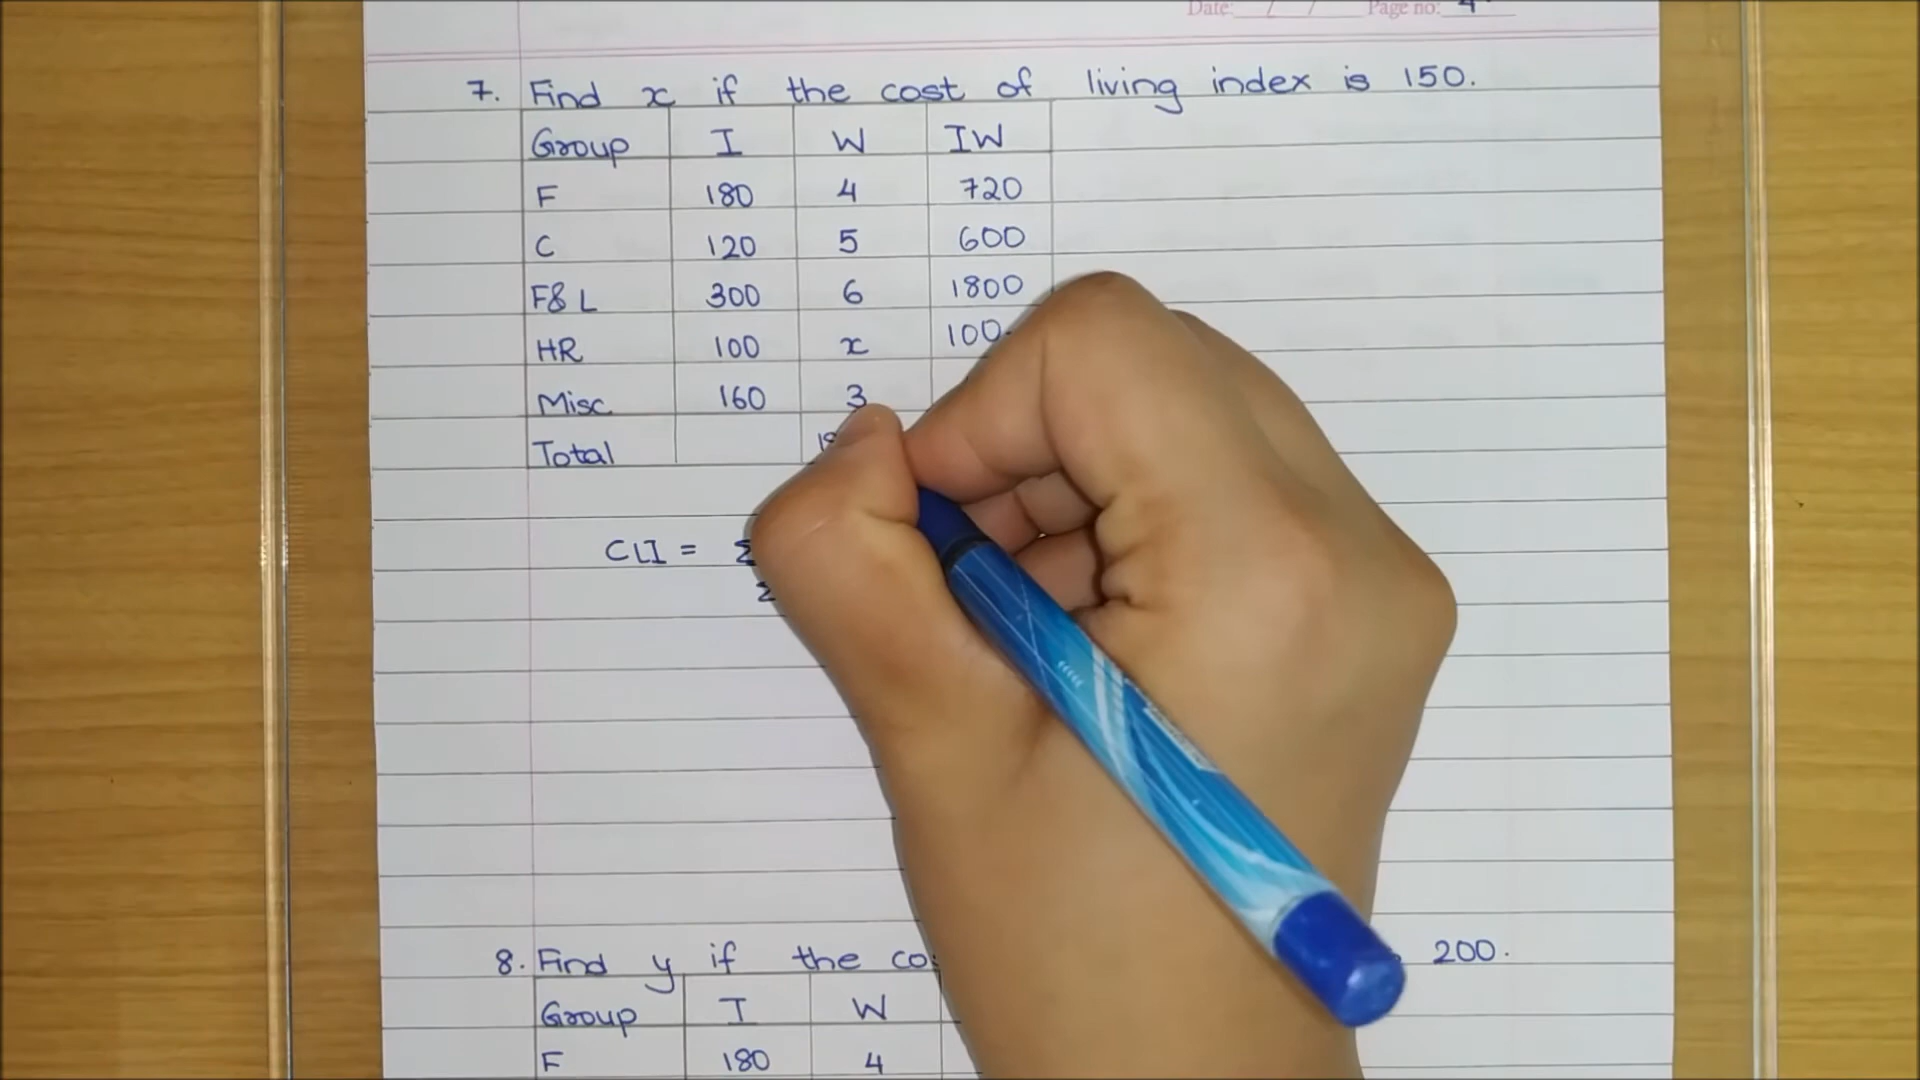 Date: / / Page no: 4
7. Find x if the cost of living index is 150.
Group I W IW
F 180 4 720
C 120 5 600
F&L 300 6 1800
HR 100 x 100
Misc 160 3
Total
CLI = Σ
Σ
8. Find y if the 200.
Group I W
F 180 4